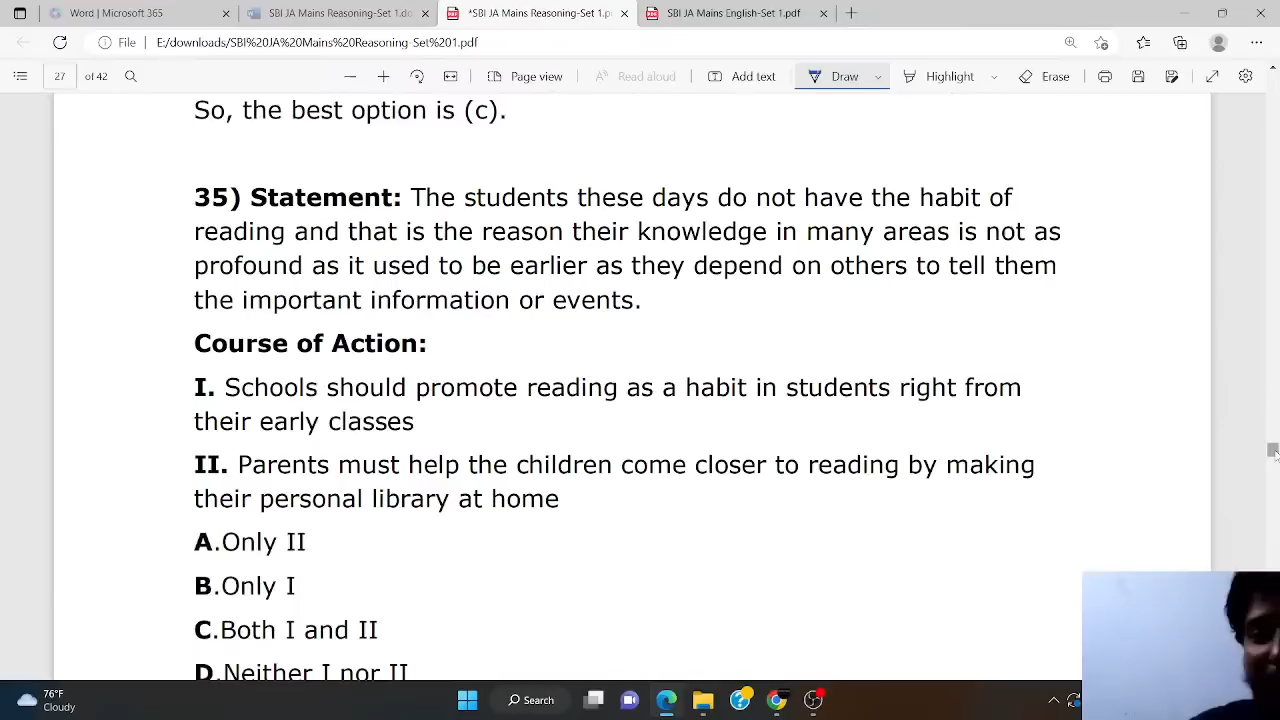 Word | Microsoft 365
SBI JA Mains Reasoning-Set 1.do
*SBI JA Mains Reasoning-Set 1.p
SBI JA Mains English-Set 1.pdf
File
E:/downloads/SBI%20JA%20Mains%20Reasoning-Set%201.pdf
27 of 42
Page view
Read aloud
Add text
Draw
Highlight
Erase
So, the best option is (c).
35) Statement: The students these days do not have the habit of
reading and that is the reason their knowledge in many areas is not as
profound as it used to be earlier as they depend on others to tell them
the important information or events.
Course of Action:
I. Schools should promote reading as a habit in students right from
their early classes
II. Parents must help the children come closer to reading by making
their personal library at home
A.Only II
B.Only I
C.Both I and II
D.Neither I nor II
76°F
Cloudy
Search